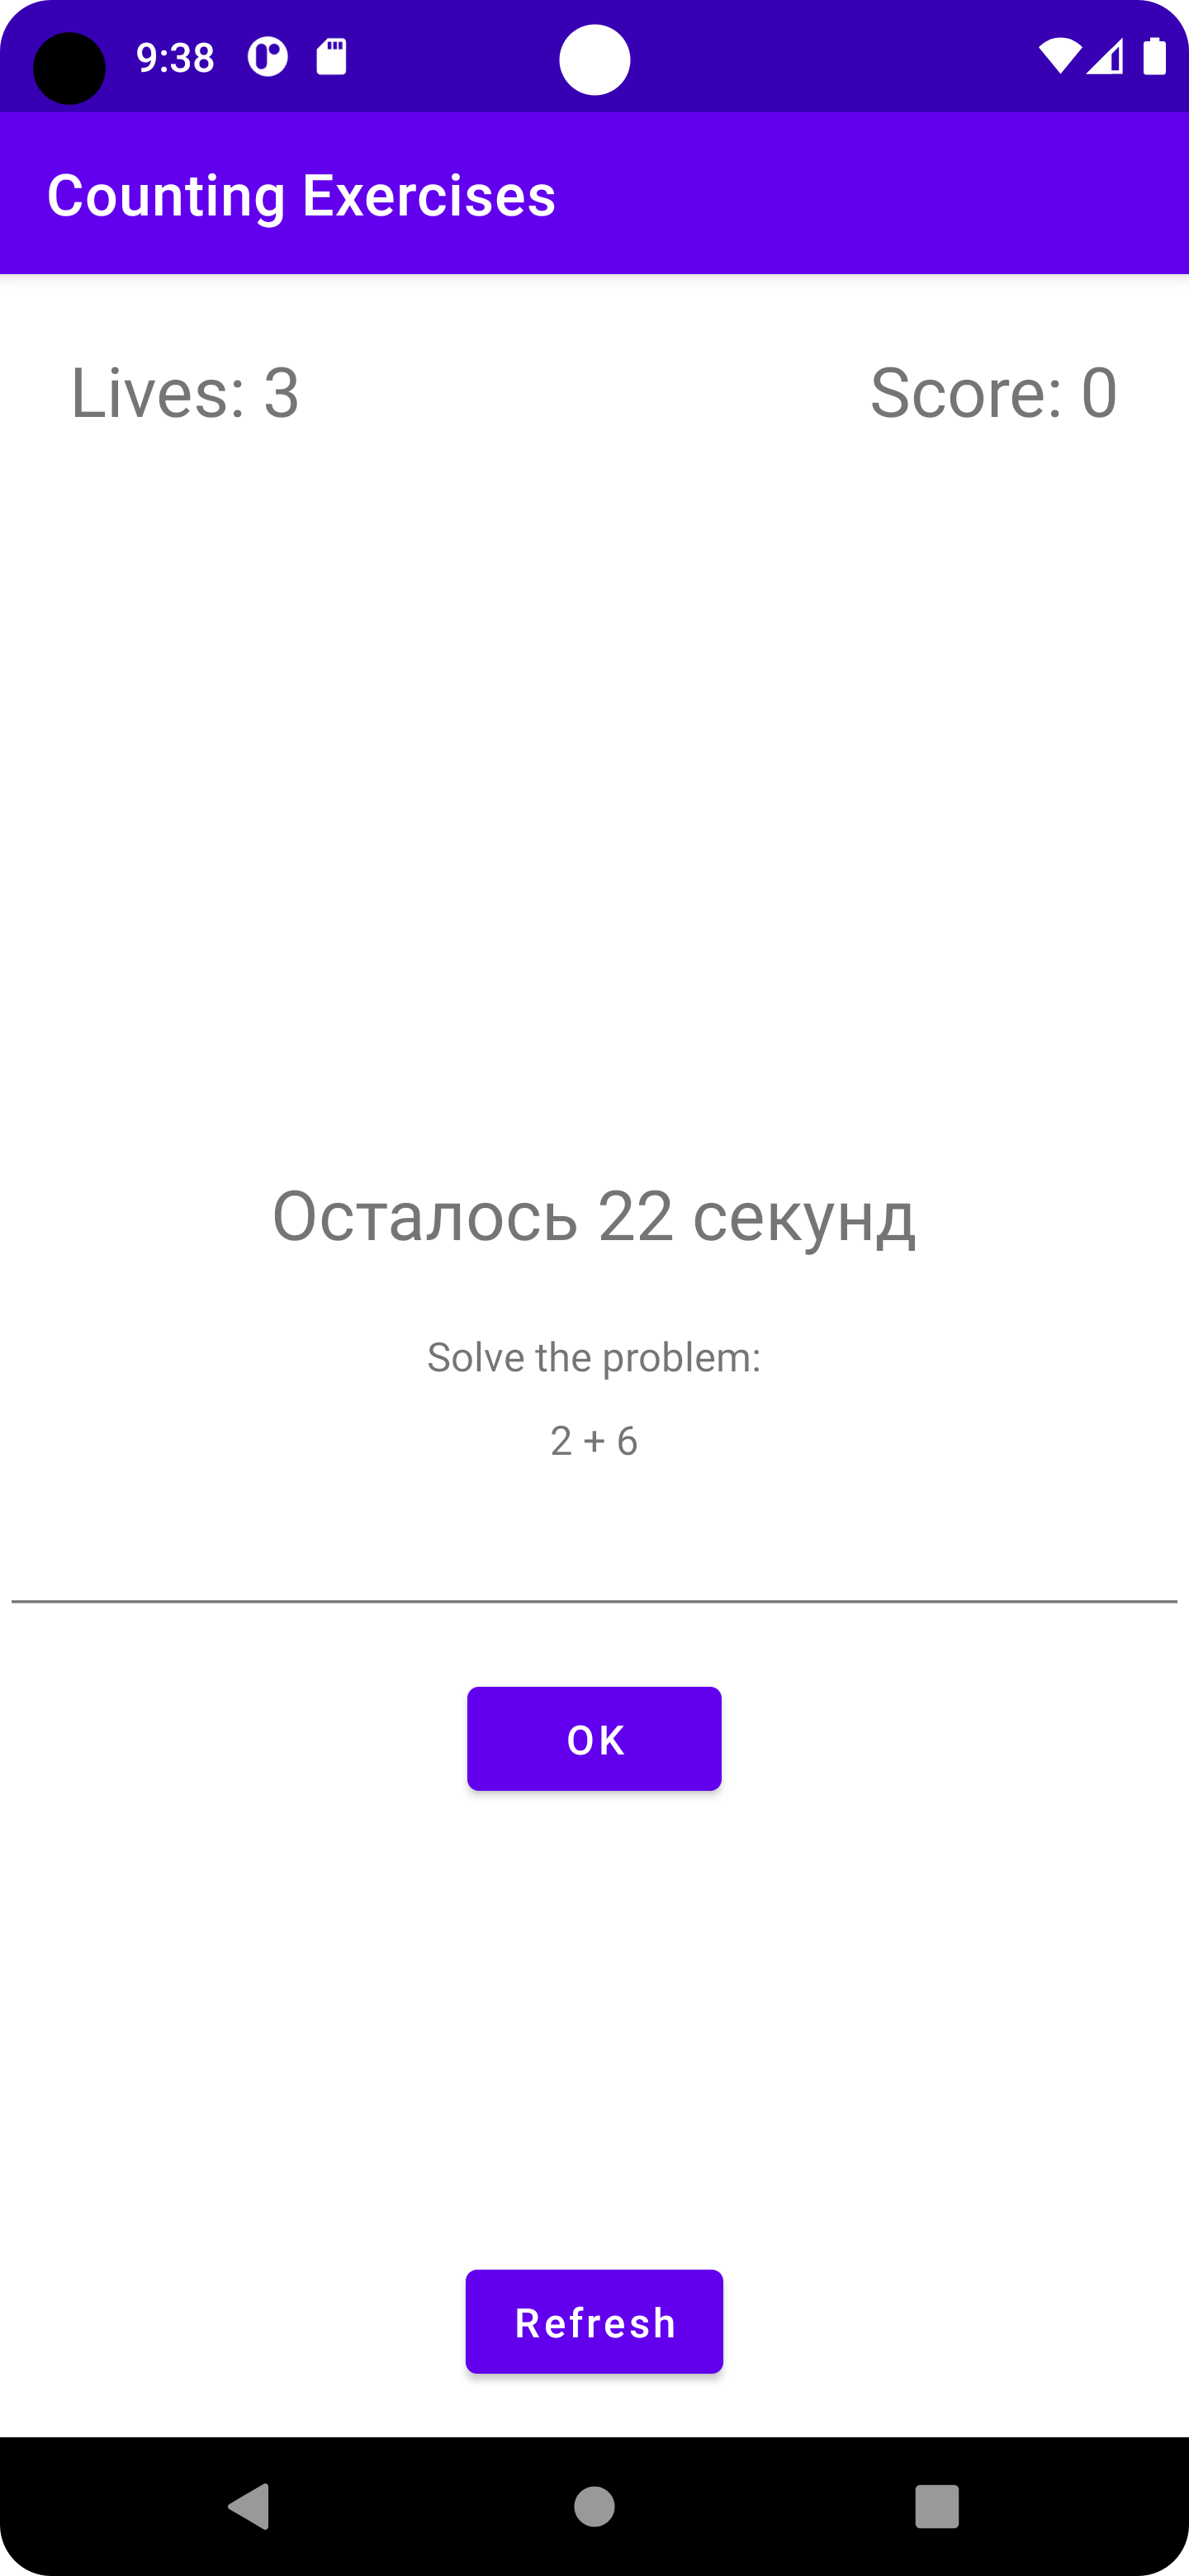 9:38
Counting Exercises
Lives: 3
Score: 0
Осталось 22 секунд
Solve the problem:
2 + 6
OK
Refresh